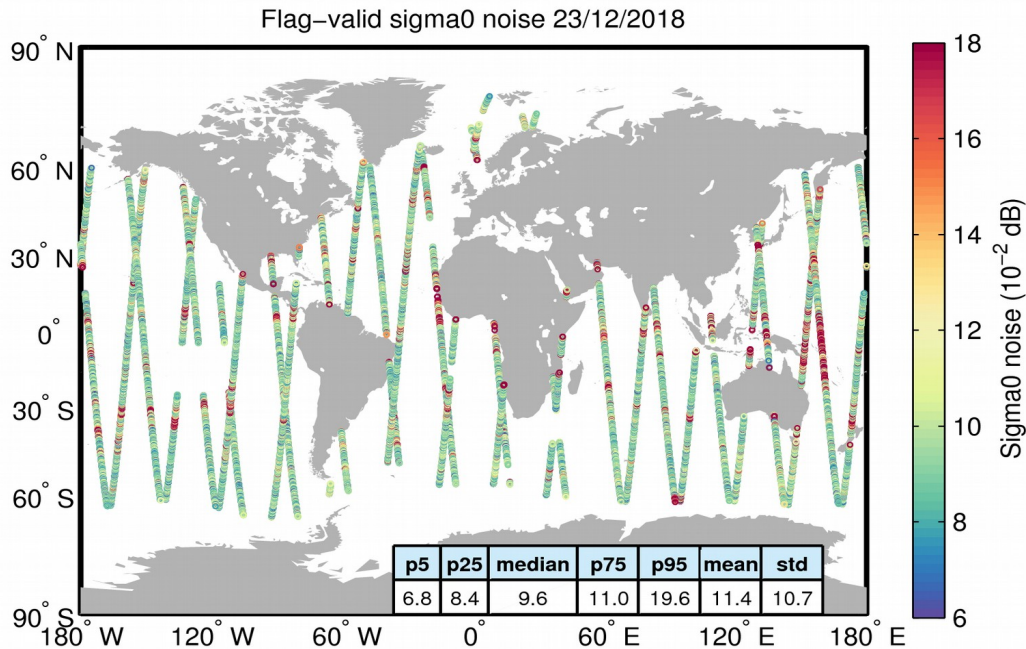 Flag−valid sigma0 noise 23/12/2018
90° N
60° N
30° N
0°
30° S
60° S
90° S
180° W
120° W
60° W
0°
60° E
120° E
180° E
p5 p25 median p75 p95 mean std
6.8 8.4 9.6 11.0 19.6 11.4 10.7
18
16
14
12
10
8
6
Sigma0 noise (10⁻² dB)